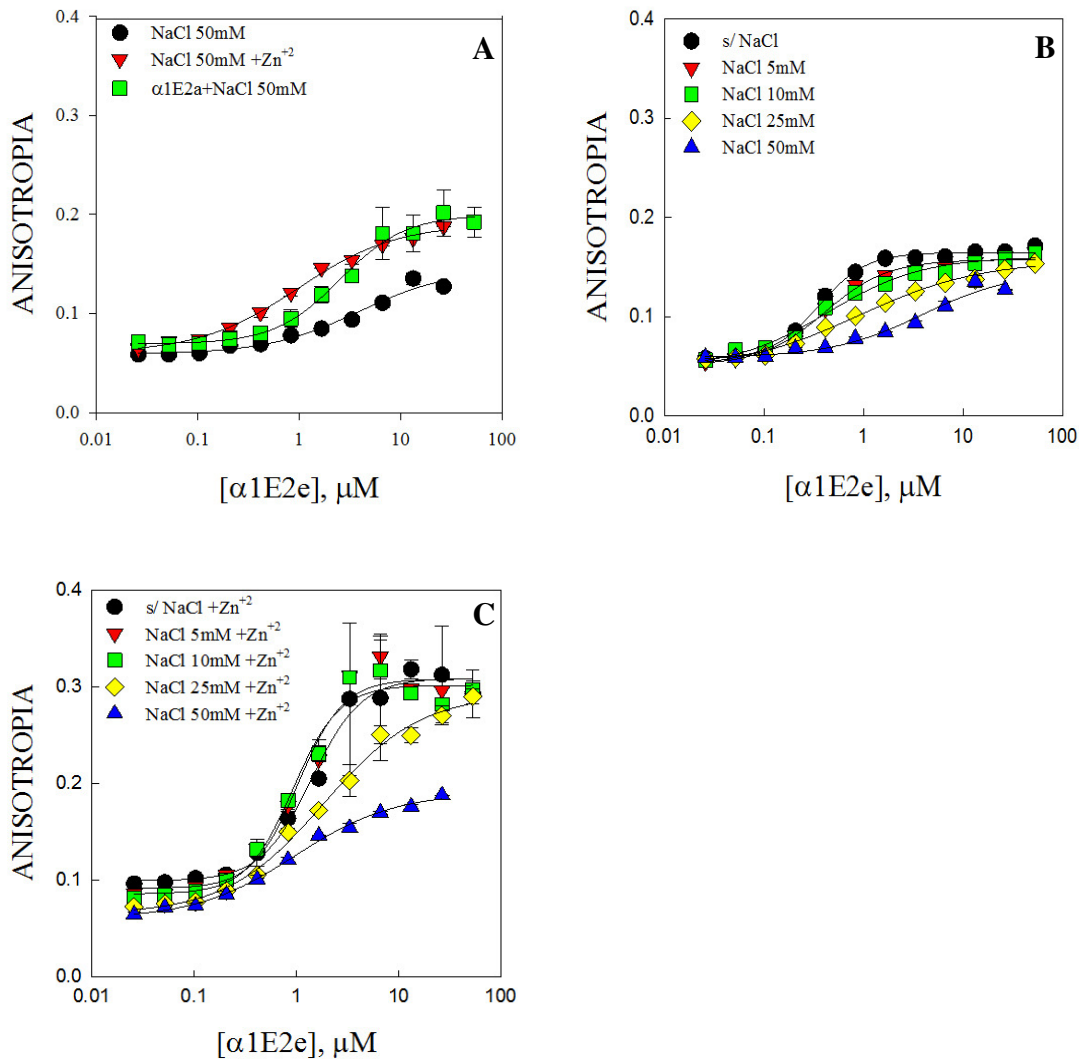 A
NaCl 50mM
NaCl 50mM +Zn+2
α1E2a+NaCl 50mM
ANISOTROPIA
0.4
0.3
0.2
0.1
0.0
0.01 0.1 1 10 100
[α1E2e], μM
B
s/ NaCl
NaCl 5mM
NaCl 10mM
NaCl 25mM
NaCl 50mM
ANISOTROPIA
0.4
0.3
0.2
0.1
0.0
0.01 0.1 1 10 100
[α1E2e], μM
C
s/ NaCl +Zn+2
NaCl 5mM +Zn+2
NaCl 10mM +Zn+2
NaCl 25mM +Zn+2
NaCl 50mM +Zn+2
ANISOTROPIA
0.4
0.3
0.2
0.1
0.0
0.01 0.1 1 10 100
[α1E2e], μM